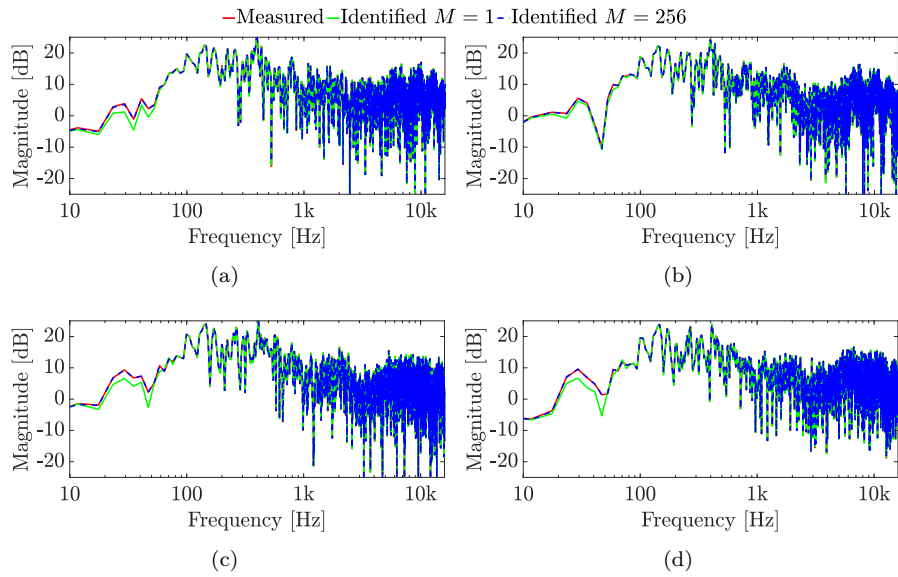 Measured Identified M = 1 Identified M = 256
Magnitude [dB]
20
10
0
-10
-20
10 100 1k 10k
Frequency [Hz]
(a)
Magnitude [dB]
20
10
0
-10
-20
10 100 1k 10k
Frequency [Hz]
(b)
Magnitude [dB]
20
10
0
-10
-20
10 100 1k 10k
Frequency [Hz]
(c)
Magnitude [dB]
20
10
0
-10
-20
10 100 1k 10k
Frequency [Hz]
(d)